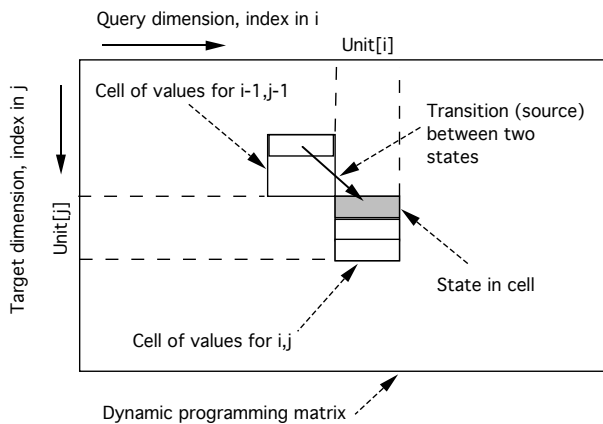 Query dimension, index in i
Unit[i]
Cell of values for i-1,j-1
Transition (source)
between two
states
Target dimension, index in j
Unit[j]
State in cell
Cell of values for i,j
Dynamic programming matrix